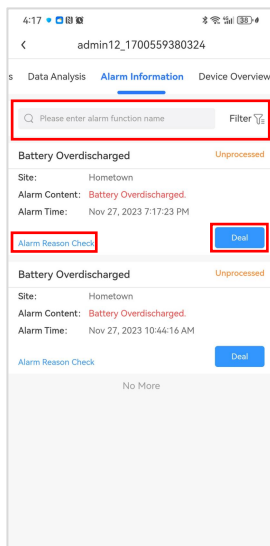 4:17
38
admin12_1700559380324
s Data Analysis Alarm Information Device Overview
Please enter alarm function name Filter
Battery Overdischarged Unprocessed
Site: Hometown
Alarm Content: Battery Overdischarged.
Alarm Time: Nov 27, 2023 7:17:23 PM
Alarm Reason Check Deal
Battery Overdischarged Unprocessed
Site: Hometown
Alarm Content: Battery Overdischarged.
Alarm Time: Nov 27, 2023 10:44:16 AM
Alarm Reason Check Deal
No More